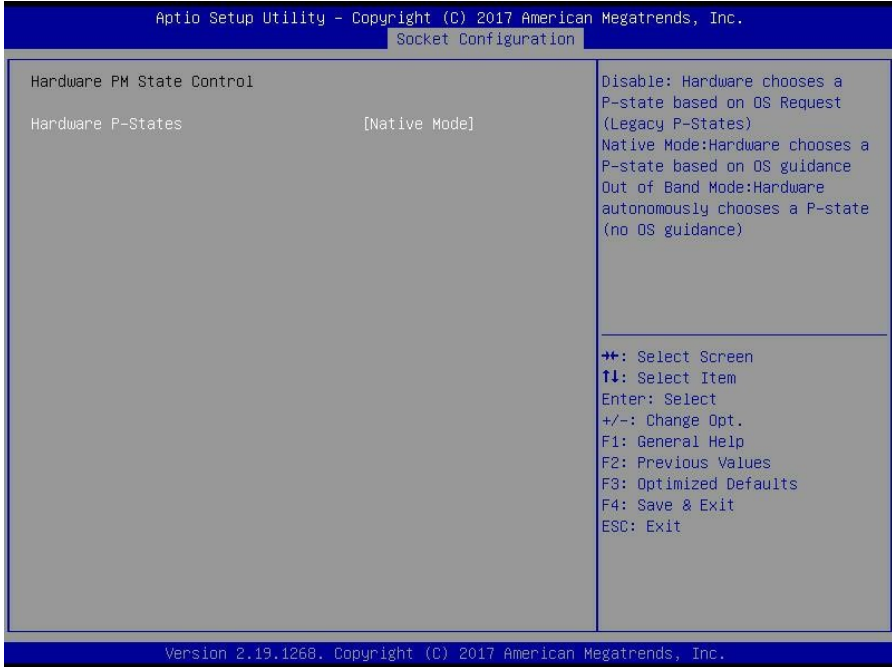 Aptio Setup Utility – Copyright (C) 2017 American Megatrends, Inc.
Socket Configuration
Hardware PM State Control
Hardware P-States [Native Mode]
Disable: Hardware chooses a
P-state based on OS Request
(Legacy P-States)
Native Mode:Hardware chooses a
P-state based on OS guidance
Out of Band Mode:Hardware
autonomously chooses a P-state
(no OS guidance)
→←: Select Screen
↑↓: Select Item
Enter: Select
+/-: Change Opt.
F1: General Help
F2: Previous Values
F3: Optimized Defaults
F4: Save & Exit
ESC: Exit
Version 2.19.1268. Copyright (C) 2017 American Megatrends, Inc.